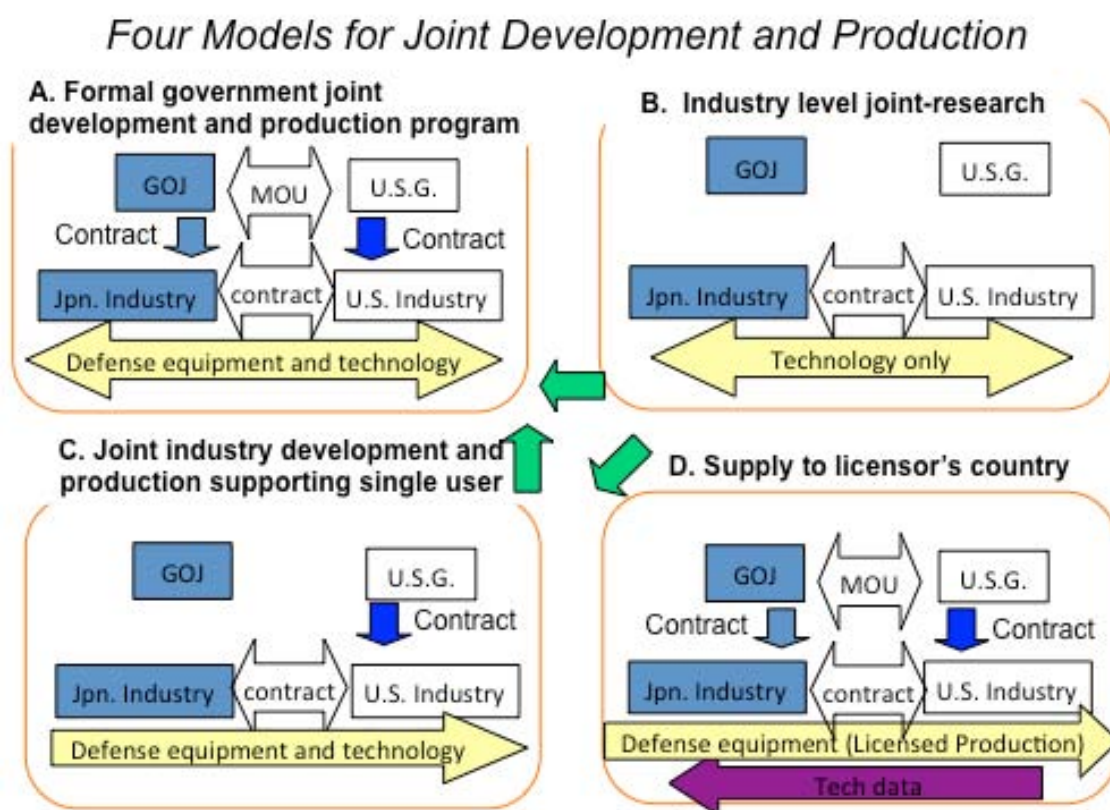 Four Models for Joint Development and Production
A. Formal government joint
development and production program
GOJ
MOU
U.S.G.
Contract
Contract
Jpn. Industry
contract
U.S. Industry
Defense equipment and technology
B. Industry level joint-research
GOJ
U.S.G.
Jpn. Industry
contract
U.S. Industry
Technology only
C. Joint industry development and
production supporting single user
GOJ
U.S.G.
Contract
Jpn. Industry
contract
U.S. Industry
Defense equipment and technology
D. Supply to licensor's country
GOJ
MOU
U.S.G.
Contract
Contract
Jpn. Industry
contract
U.S. Industry
Defense equipment (Licensed Production)
Tech data